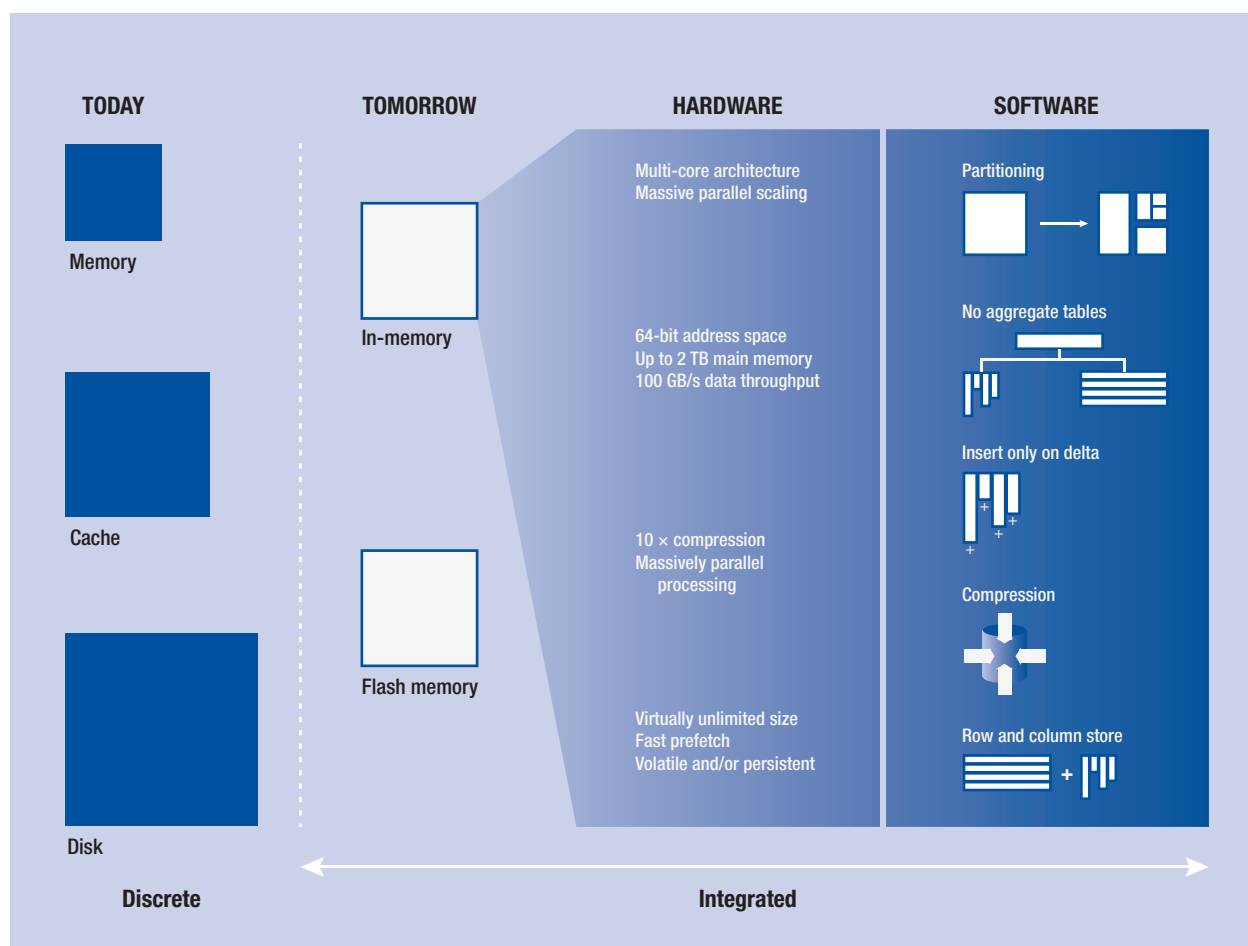 TODAY
TOMORROW
HARDWARE
SOFTWARE
Memory
Cache
Disk
In-memory
Flash memory
Multi-core architecture
Massive parallel scaling
64-bit address space
Up to 2 TB main memory
100 GB/s data throughput
10 × compression
Massively parallel
processing
Virtually unlimited size
Fast prefetch
Volatile and/or persistent
Partitioning
No aggregate tables
Insert only on delta
+
+
+
+
Compression
Row and column store
+
Discrete
Integrated